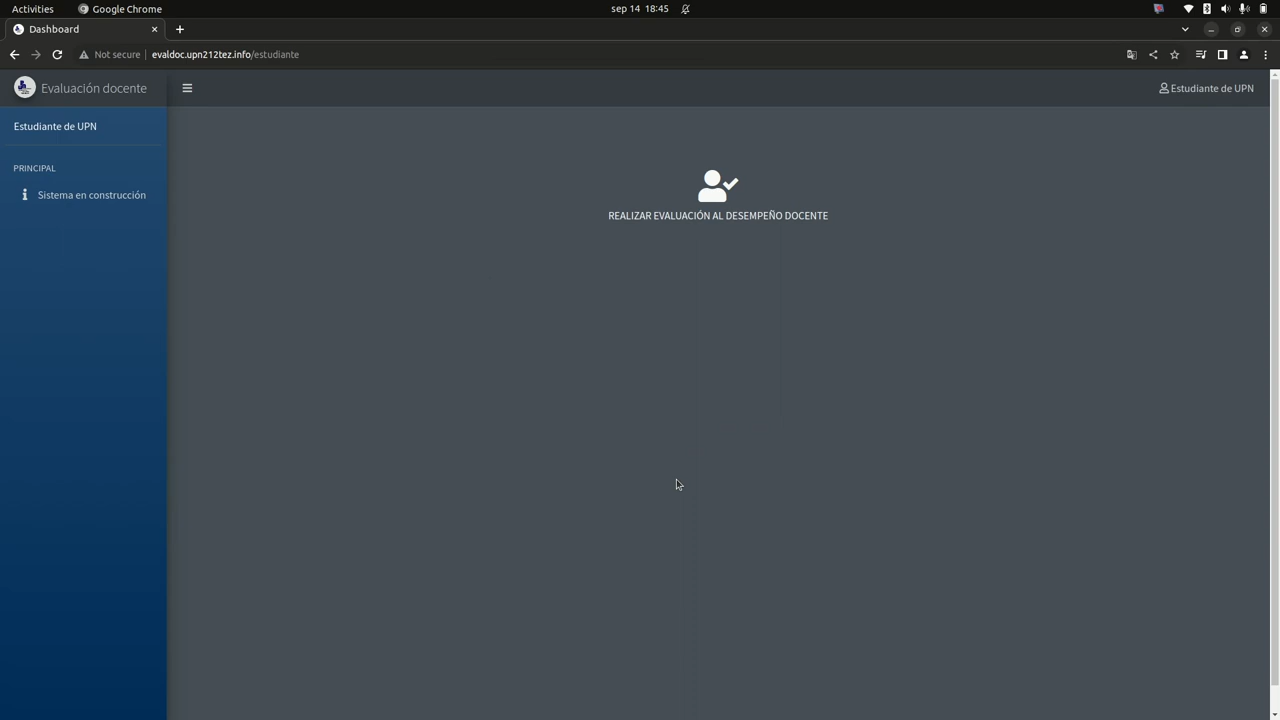 Activities
Google Chrome
sep 14 18:45
Dashboard
Not secure
evaldoc.upn212tez.info/estudiante
Evaluación docente
Estudiante de UPN
Estudiante de UPN
PRINCIPAL
Sistema en construcción
REALIZAR EVALUACIÓN AL DESEMPEÑO DOCENTE